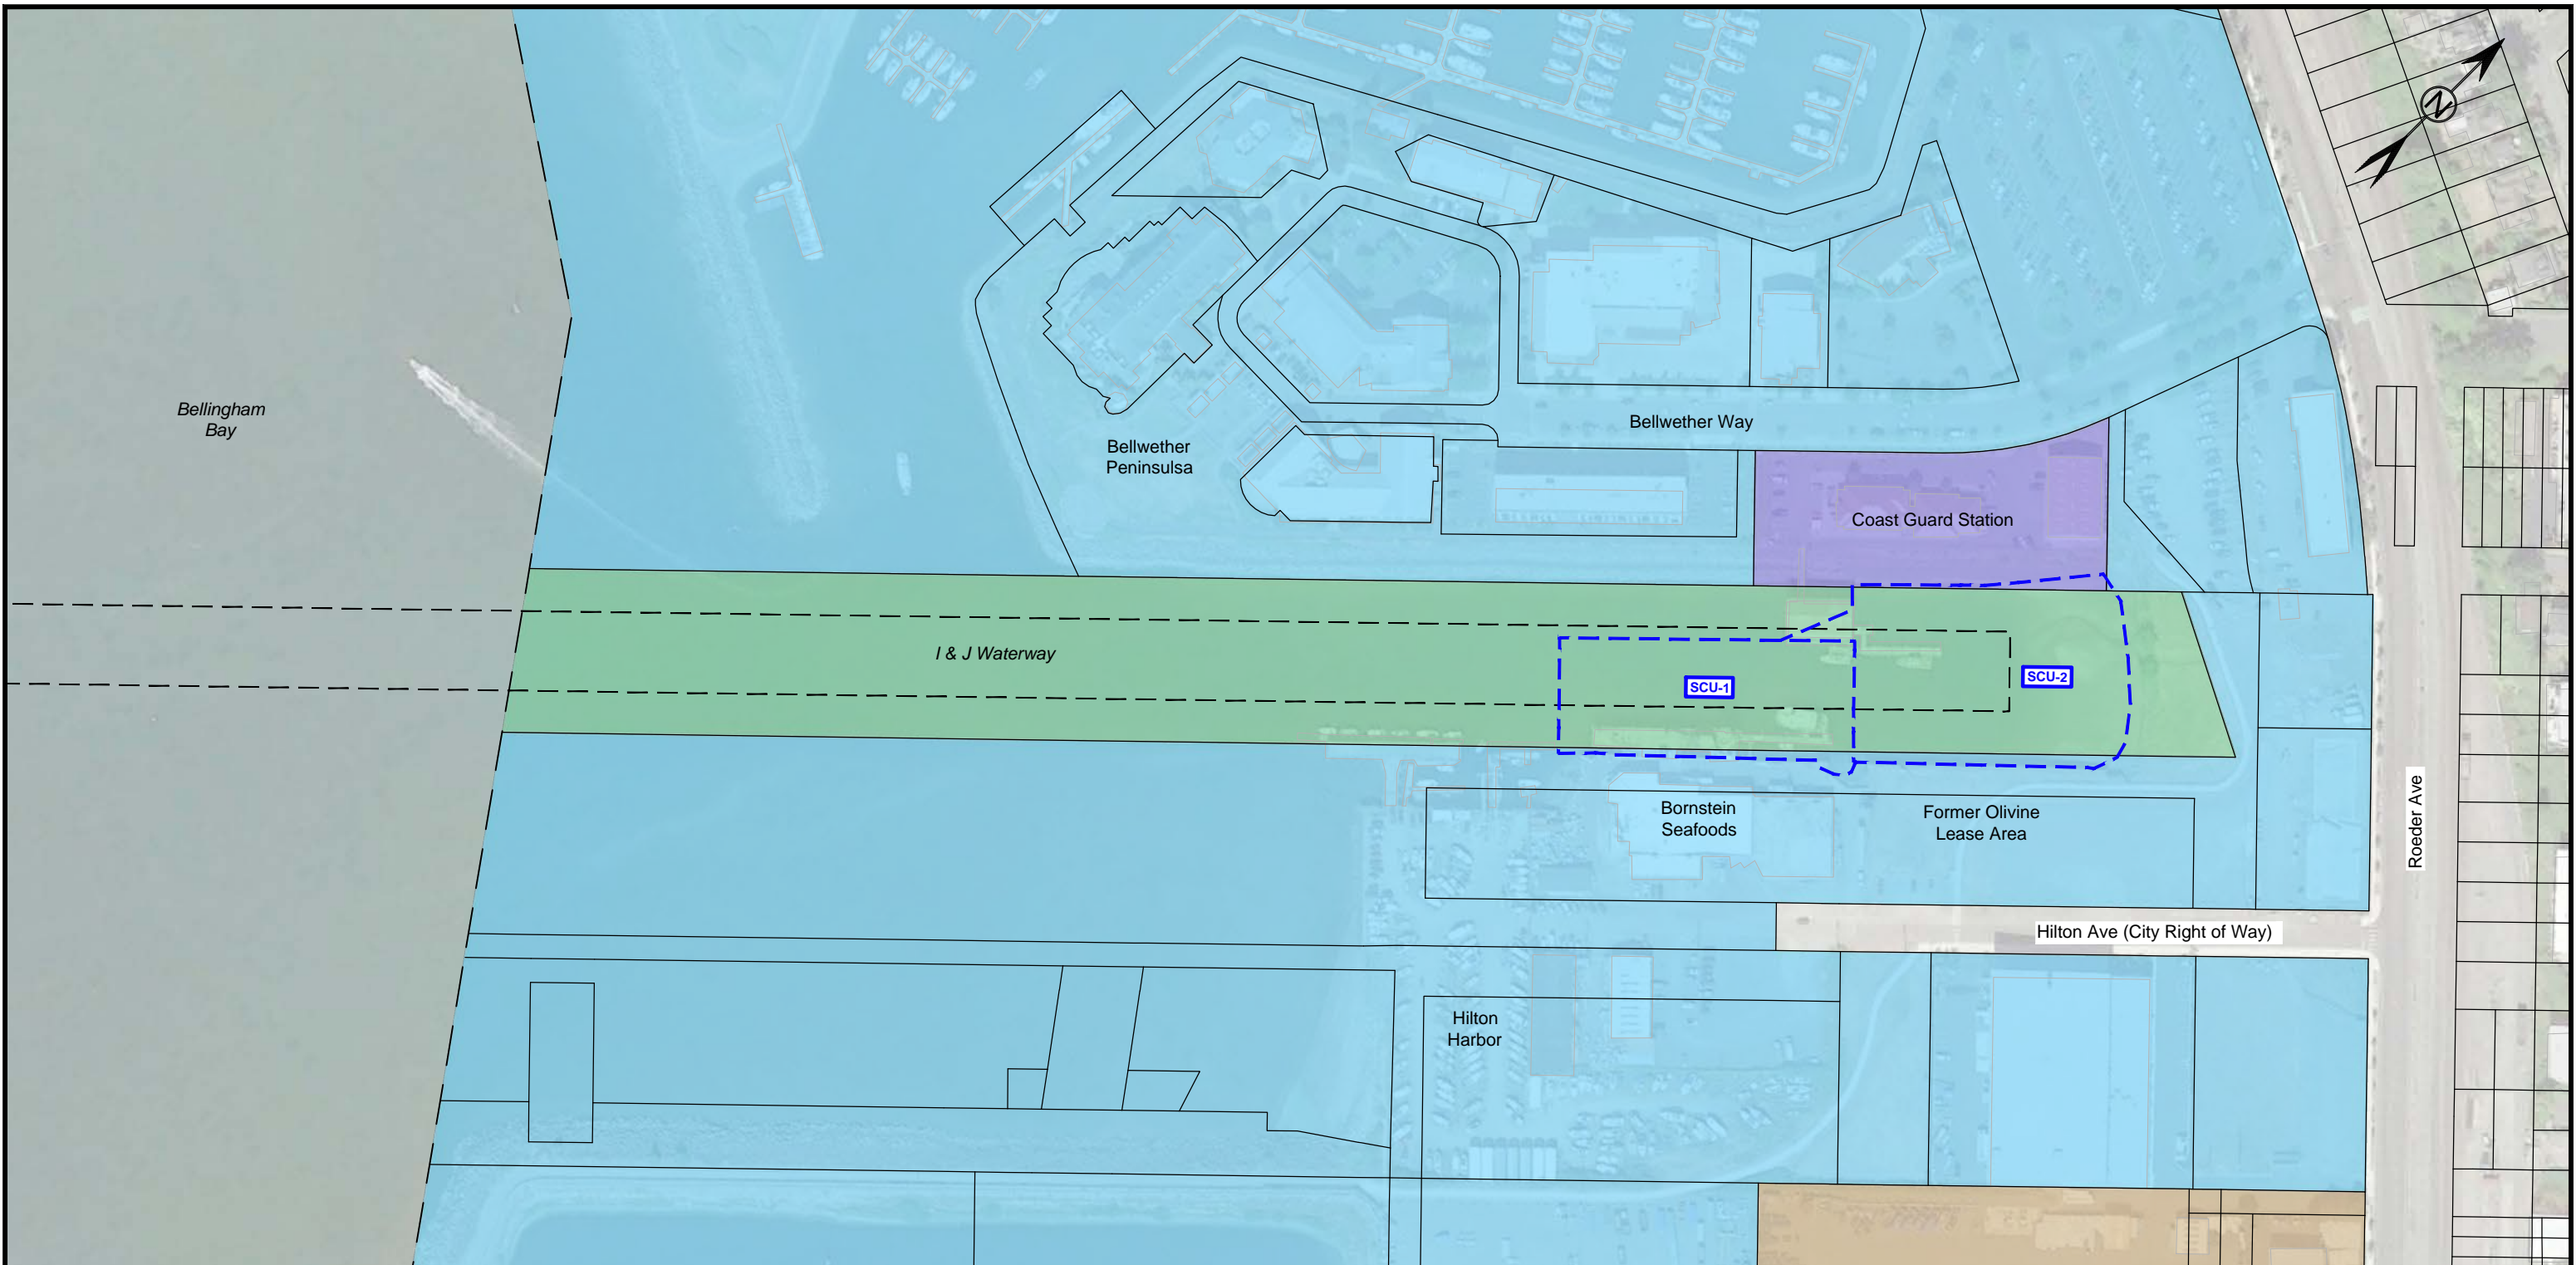 N
Bellingham
Bay
Bellwether Way
Bellwether
Peninsulsa
Coast Guard Station
I & J Waterway
SCU-1
SCU-2
Bornstein
Seafoods
Former Olivine
Lease Area
Roeder Ave
Hilton Ave (City Right of Way)
Hilton
Harbor